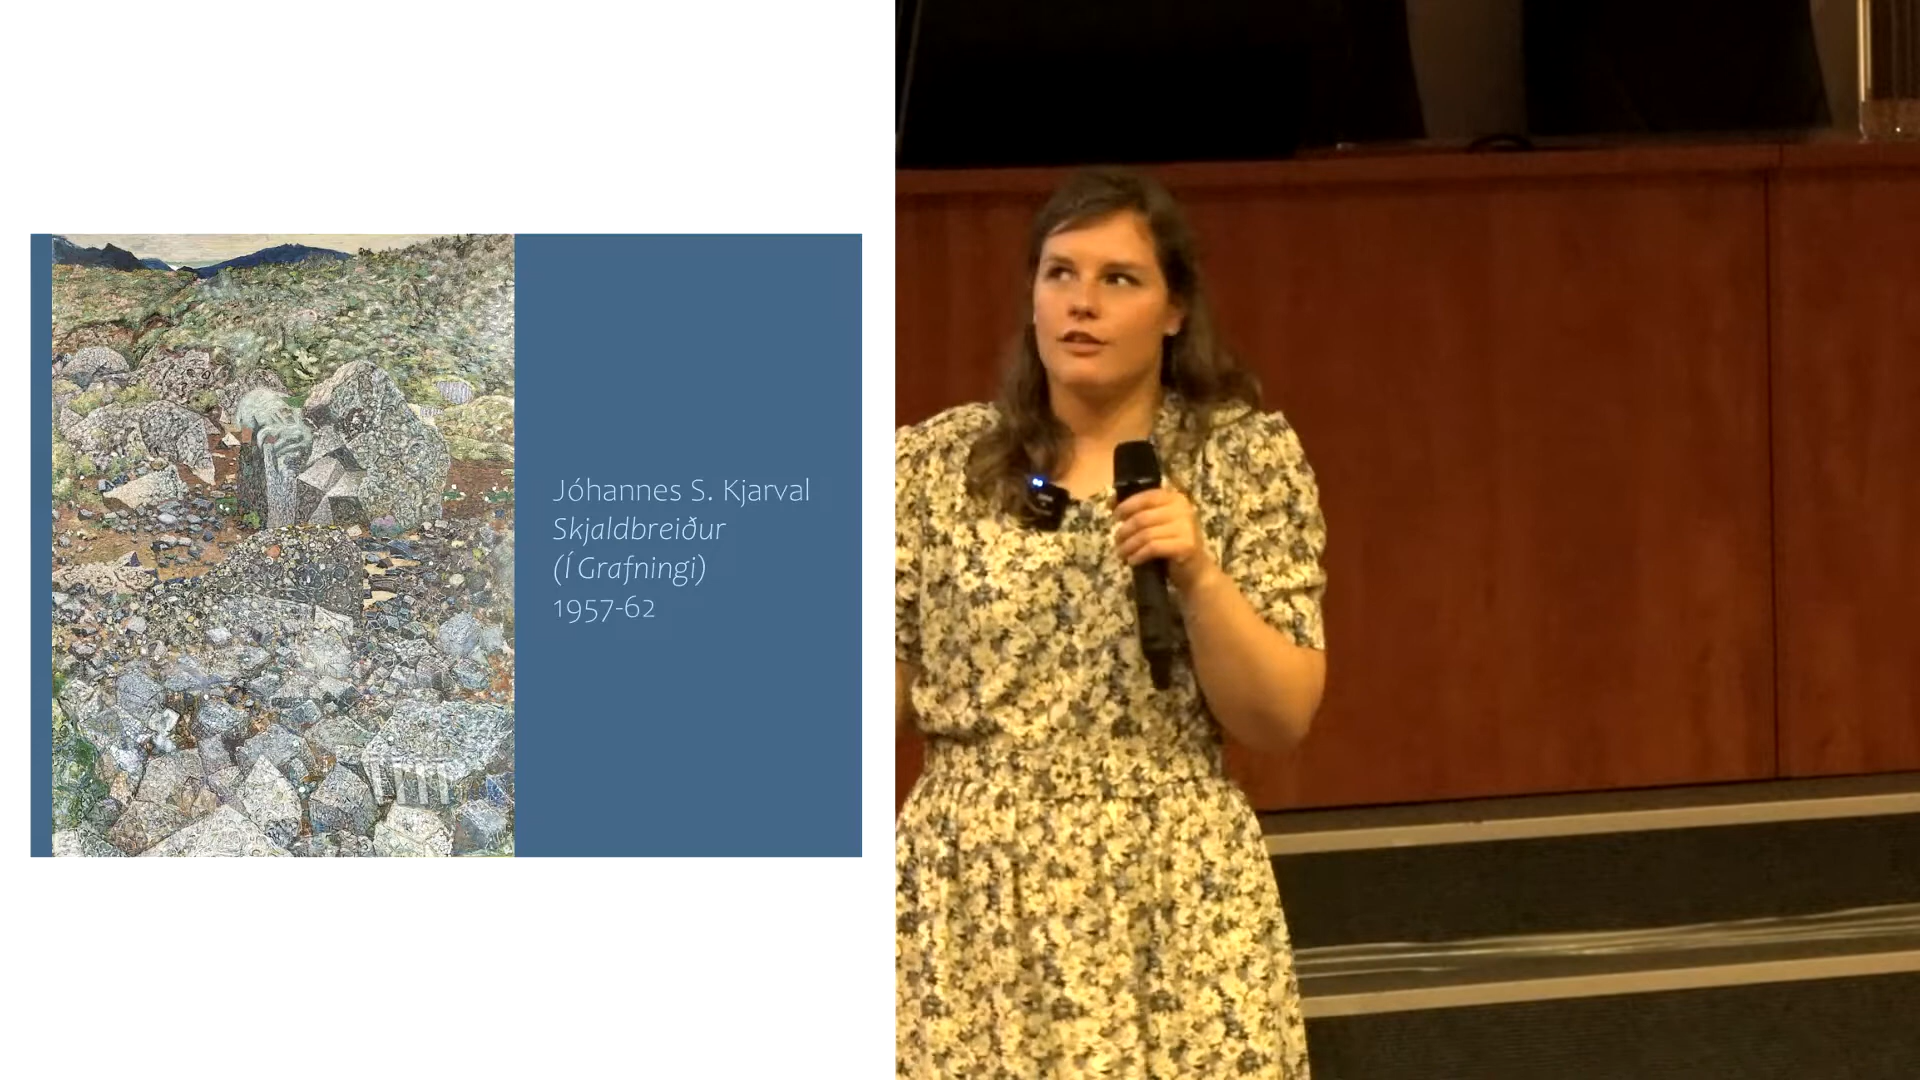 Jóhannes S. Kjarval
Skjaldbreiður
(Í Grafningi)
1957-62